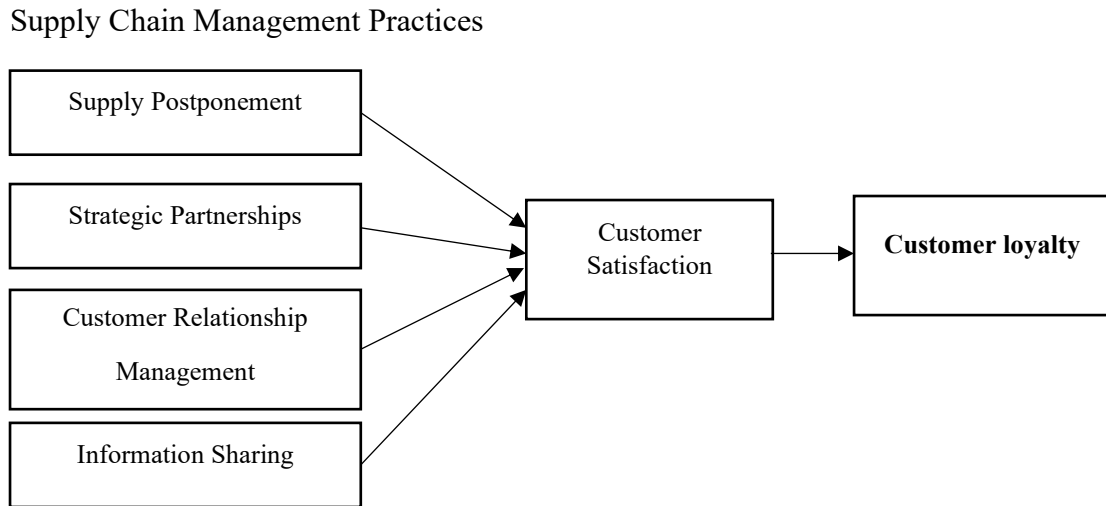 Supply Chain Management Practices
Supply Postponement
Strategic Partnerships
Customer Relationship
Management
Information Sharing
Customer
Satisfaction
Customer loyalty